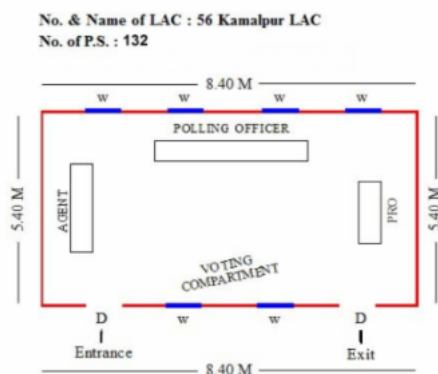 No. & Name of LAC : 56 Kamalpur LAC
No. of P.S. : 132
8.40 M
W W W W
POLLING OFFICER
5.40 M
AGENT
PRO
5.40 M
VOTING
COMPARTMENT
D W W D
Entrance Exit
8.40 M